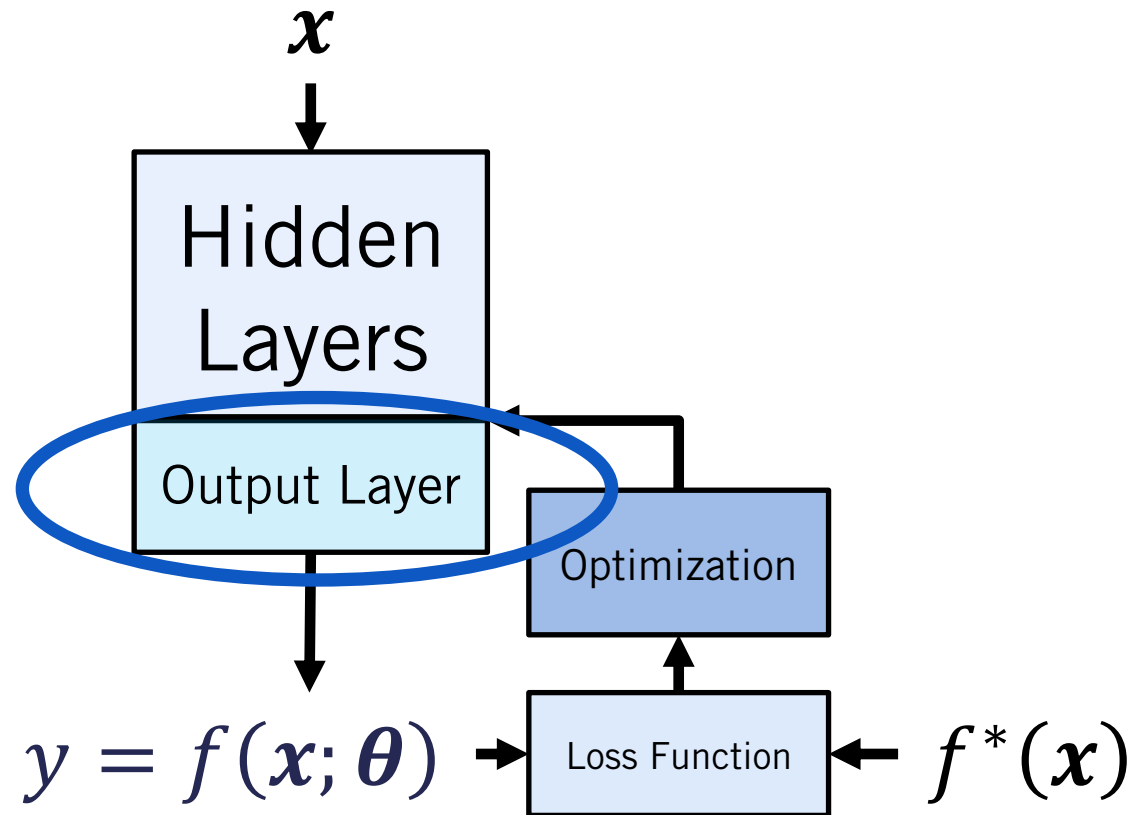 x
Hidden
Layers
Output Layer
Optimization
y = f(x; θ)
Loss Function
f*(x)